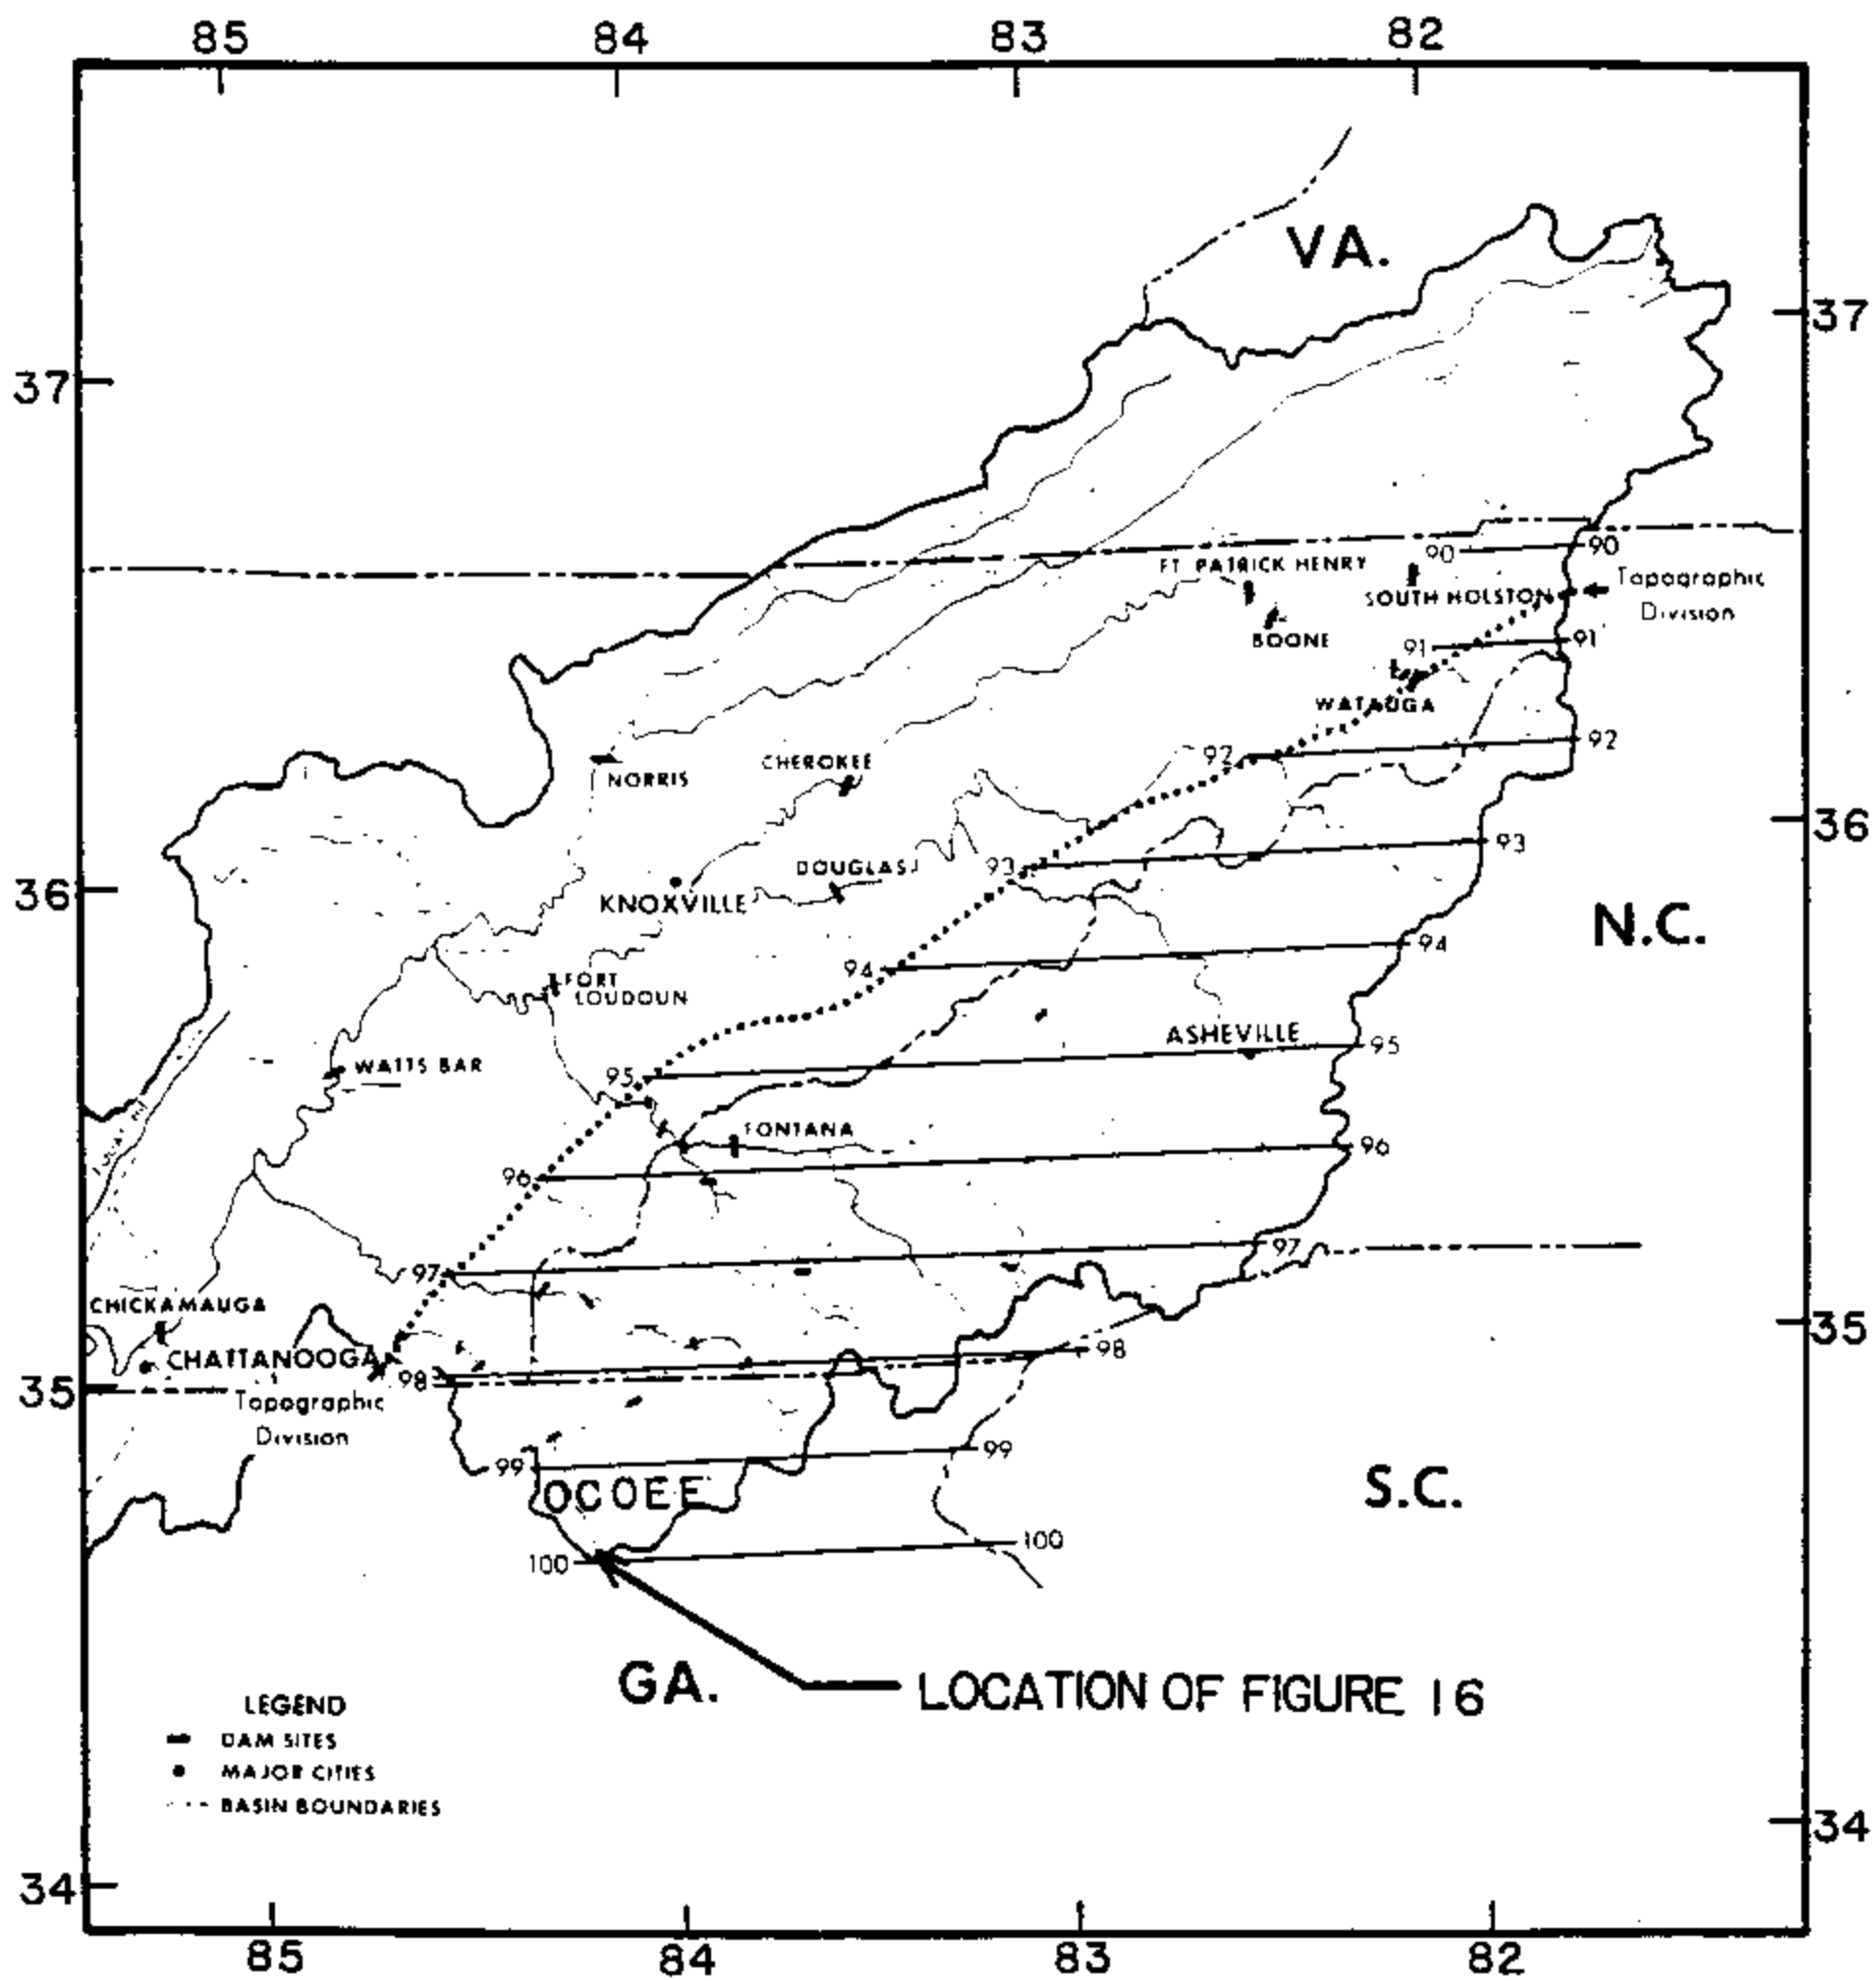 85 84 83 82
VA.
37
37
90 90
FT. PATRICK HENRY
SOUTH HOLSTON
Topographic
Division
BOONE
91 91
WATAUGA
92 92
NORRIS
CHEROKEE
36
93 93
DOUGLAS
36
KNOXVILLE
N.C.
94 94
FORT
LOUDOUN
ASHEVILLE
95 95
WATTS BAR
FONTANA
96 96
97 97
CHICKAMAUGA
35
CHATTANOOGA
98 98
35
Topographic
Division
99 99
OCOEE
S.C.
100 100
GA.
LOCATION OF FIGURE 16
LEGEND
DAM SITES
MAJOR CITIES
BASIN BOUNDARIES
34
34
85 84 83 82